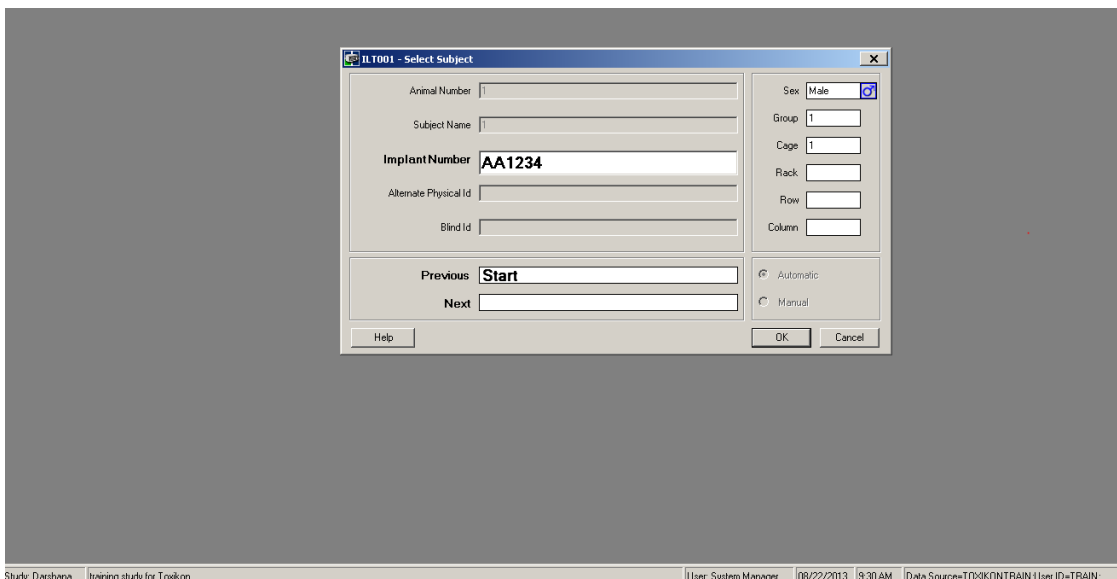 ILT001 - Select Subject
Animal Number 1
Subject Name 1
Implant Number AA1234
Alternate Physical Id
Blind Id
Sex Male
Group 1
Cage 1
Rack
Row
Column
Previous Start
Next
Automatic
Manual
Help OK Cancel
Study: Darshana training study for Toxikon User: System Manager 08/22/2013 9:30 AM Data Source=TOXIKONTRAIN;User ID=TRAIN;